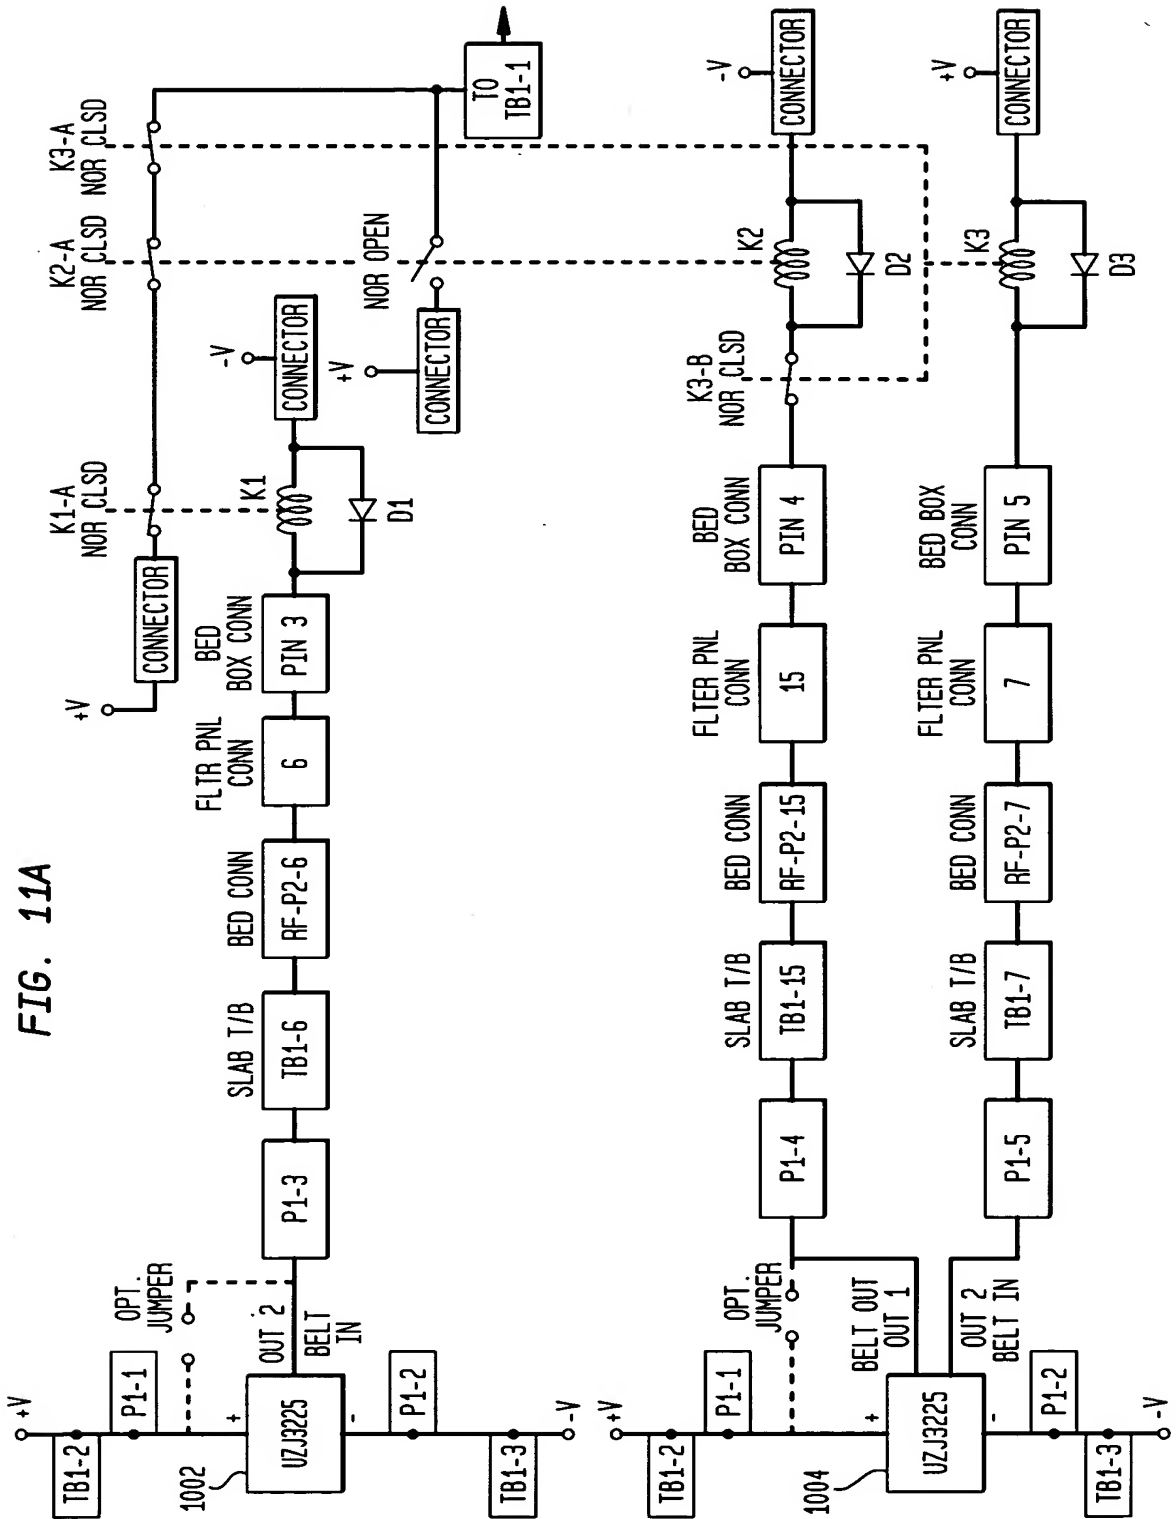 FIG. 11A
+V
TB1-2
P1-1
OPT.
JUMPER
1002
UZJ3225
+
-
OUT 2
BELT
IN
P1-2
TB1-3
-V
P1-3
SLAB T/B
TB1-6
BED CONN
RF-P2-6
FLTR PNL
CONN
6
BED
BOX CONN
PIN 3
K1
D1
CONNECTOR
-V
+V
CONNECTOR
K1-A
NOR CLSD
K2-A
NOR CLSD
K3-A
NOR CLSD
NOR OPEN
+V
CONNECTOR
TO
TB1-1
+V
TB1-2
P1-1
OPT.
JUMPER
1004
UZJ3225
+
-
BELT OUT
OUT 1
OUT 2
BELT IN
P1-2
TB1-3
-V
P1-4
SLAB T/B
TB1-15
BED CONN
RF-P2-15
FLTER PNL
CONN
15
BED
BOX CONN
PIN 4
K3-B
NOR CLSD
K2
D2
CONNECTOR
-V
P1-5
SLAB T/B
TB1-7
BED CONN
RF-P2-7
FLTER PNL
CONN
7
BED BOX
CONN
PIN 5
K3
D3
CONNECTOR
+V